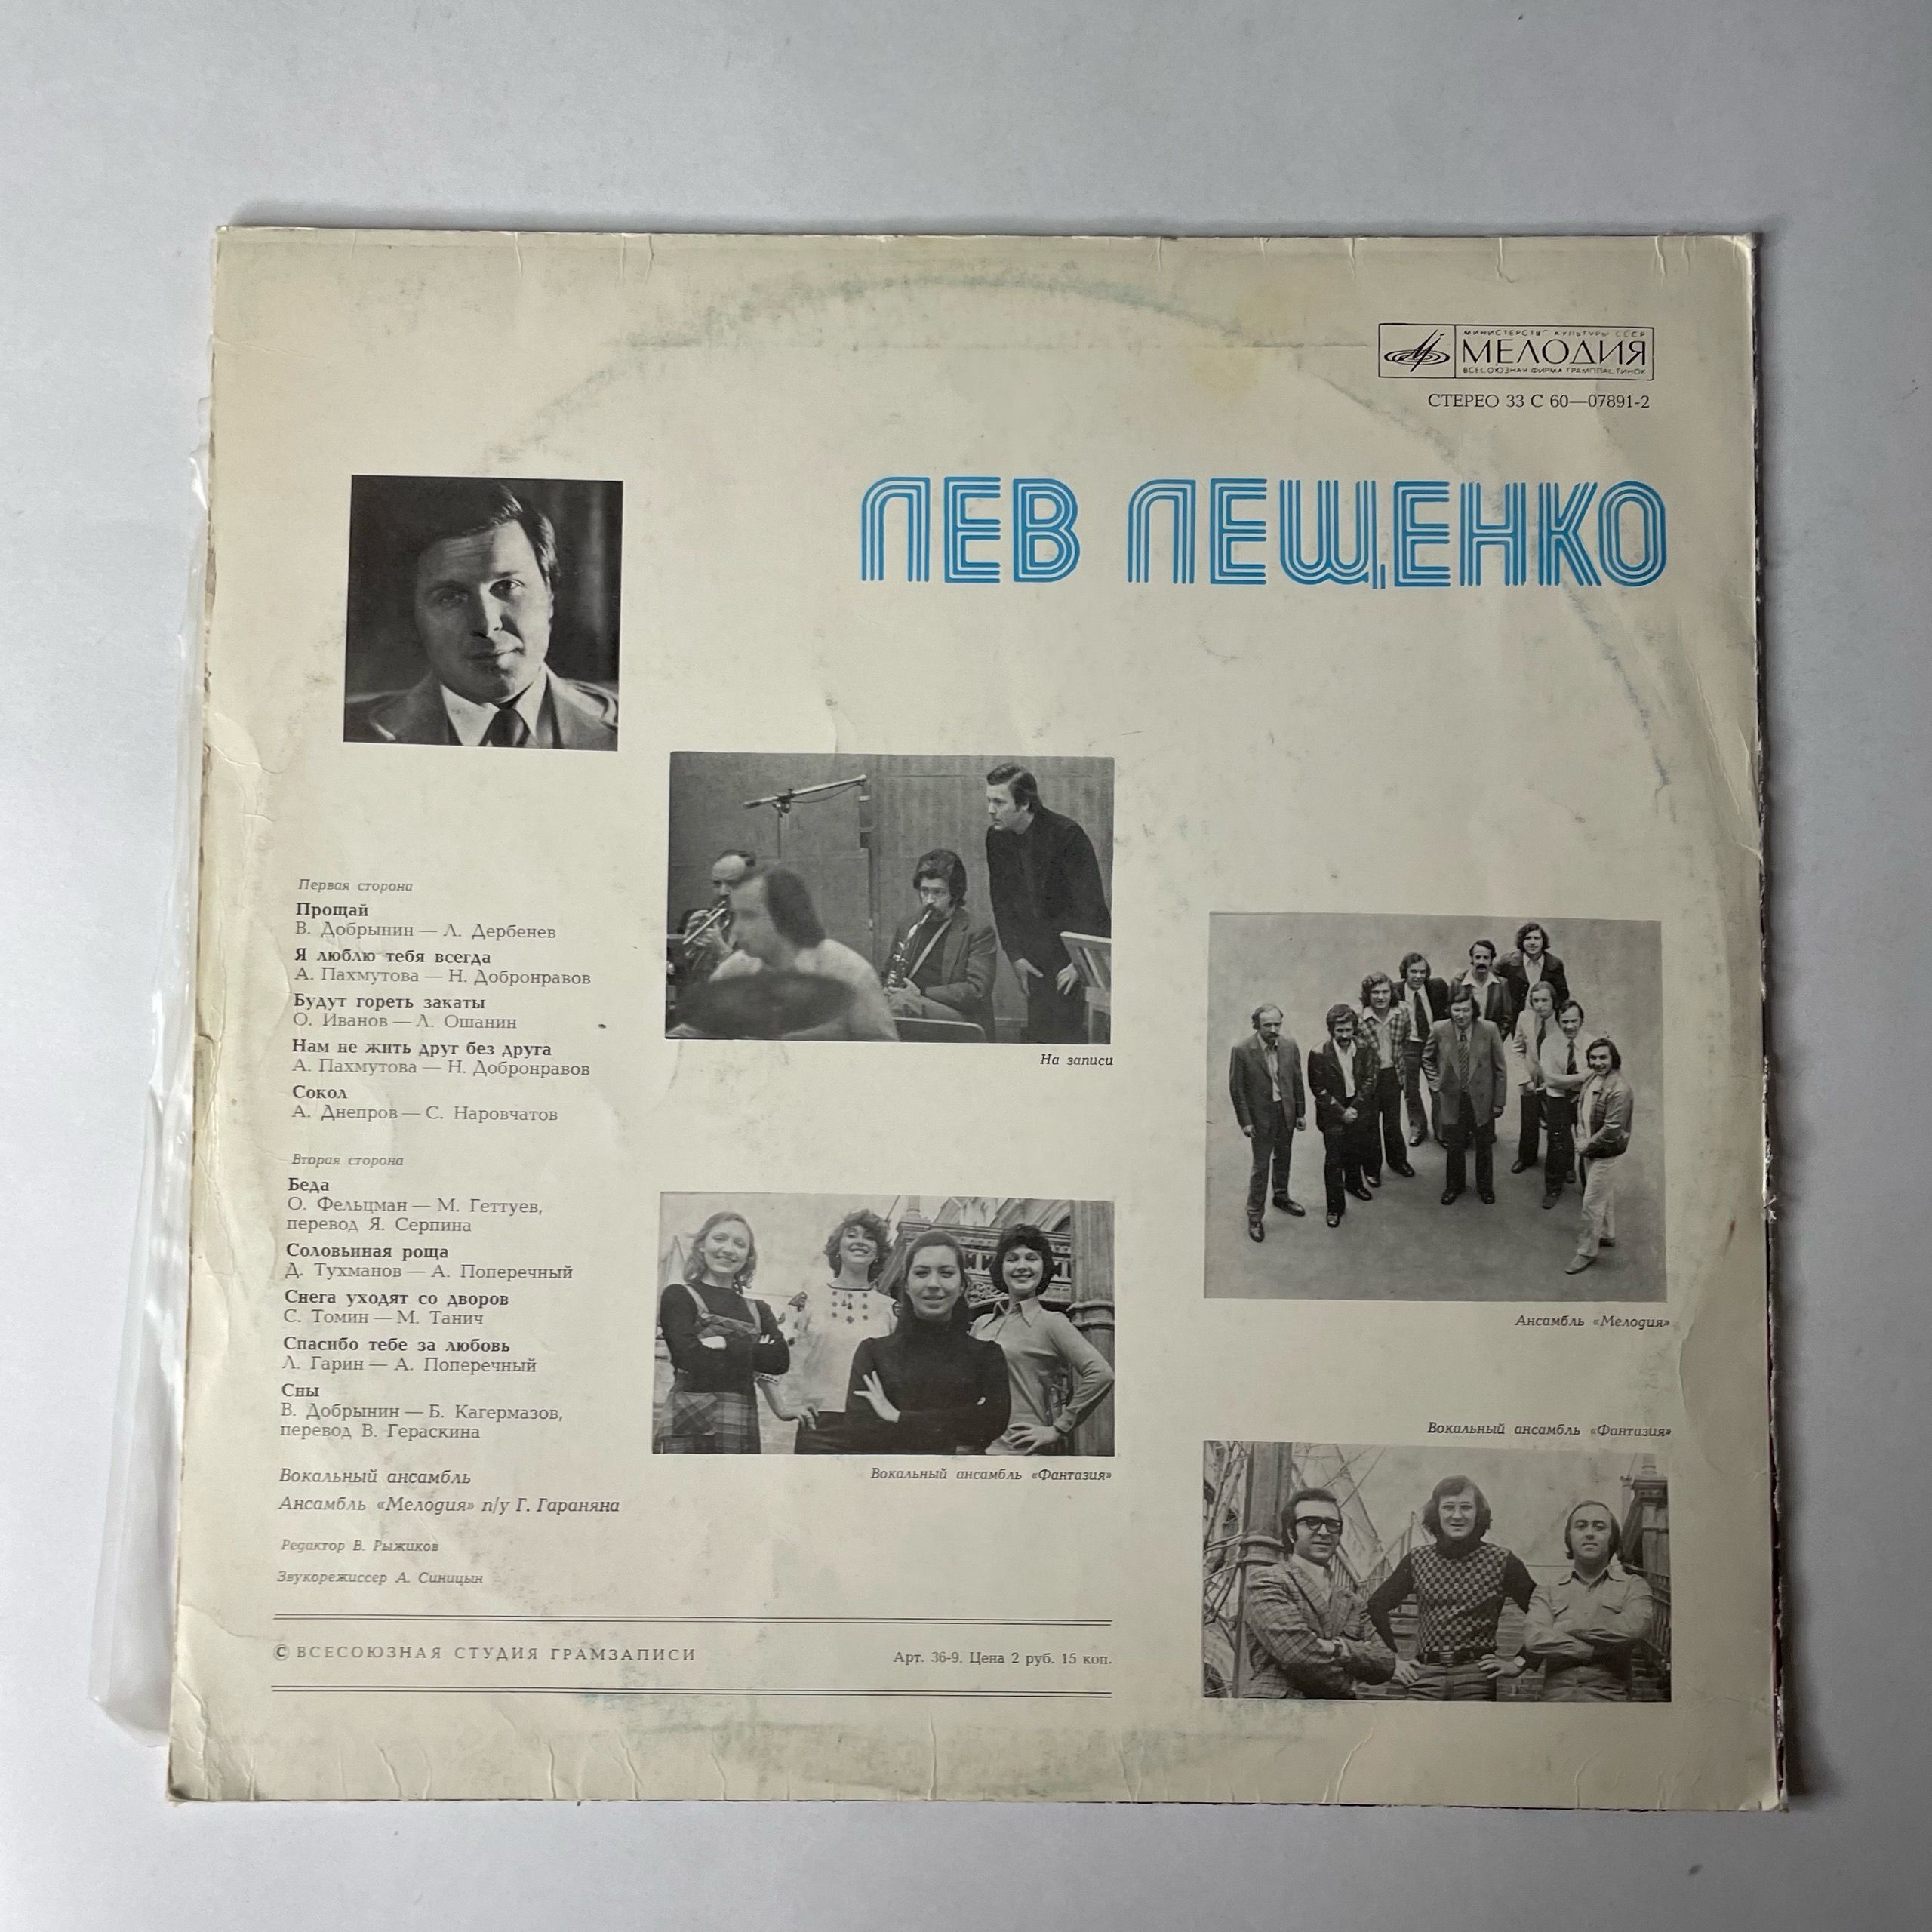 МИНИСТЕРСТВ КУЛЬТУРЫ СССР
МЕЛОДИЯ
ВСЕСОЮЗНАЯ ФИРМА ГРАМПЛАСТИНОК
СТЕРЕО 33 С 60—07891-2
ЛЕВ ЛЕЩЕНКО
Первая сторона
Прощай
В. Добрынин — Л. Дербенев
Я люблю тебя всегда
А. Пахмутова — Н. Добронравов
Будут гореть закаты
О. Иванов — Л. Ошанин
Нам не жить друг без друга
А. Пахмутова — Н. Добронравов
Сокол
А. Днепров — С. Наровчатов
Вторая сторона
Беда
О. Фельцман — М. Геттуев,
перевод Я. Серпина
Соловьиная роща
Д. Тухманов — А. Поперечный
Снега уходят со дворов
С. Томин — М. Танич
Спасибо тебе за любовь
Л. Гарин — А. Поперечный
Сны
В. Добрынин — Б. Кагермазов,
перевод В. Гераскина
Вокальный ансамбль
Ансамбль «Мелодия» п/у Г. Гараняна
Редактор В. Рыжиков
Звукорежиссер А. Синицын
© ВСЕСОЮЗНАЯ СТУДИЯ ГРАМЗАПИСИ
Арт. 36-9. Цена 2 руб. 15 коп.
На записи
Вокальный ансамбль «Фантазия»
Ансамбль «Мелодия»
Вокальный ансамбль «Фантазия»